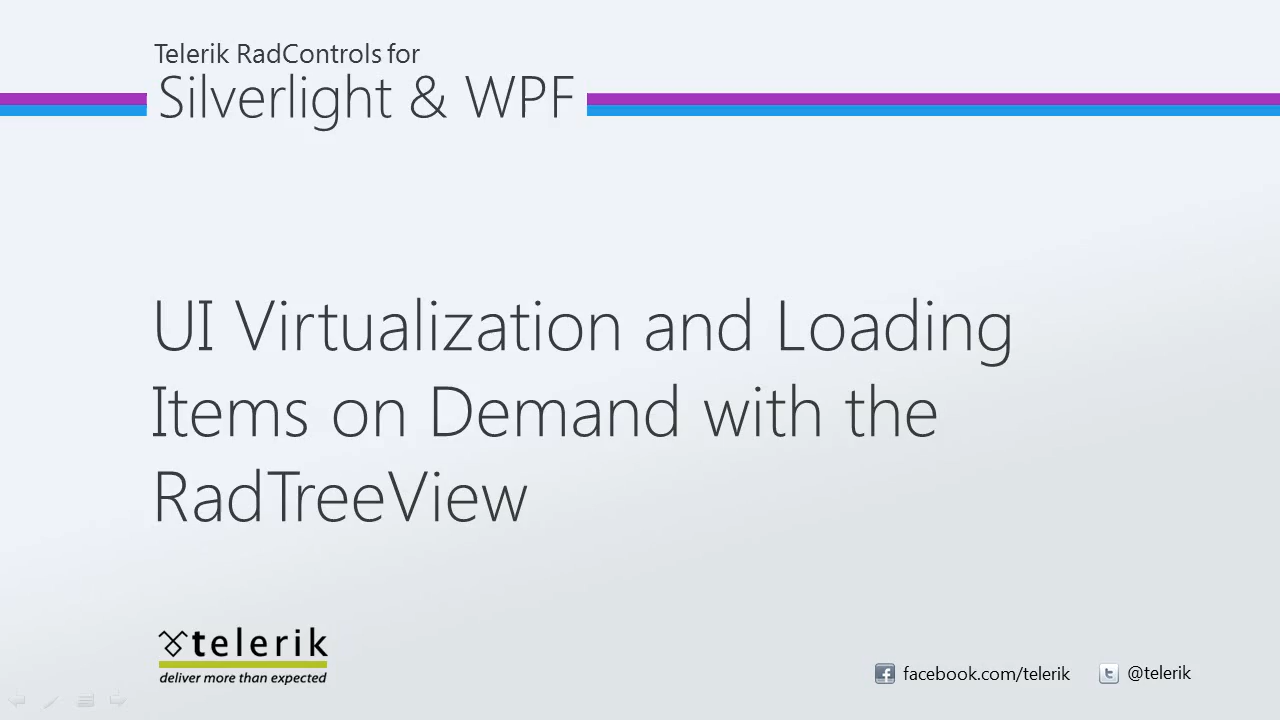 Telerik RadControls for
Silverlight & WPF
UI Virtualization and Loading
Items on Demand with the
RadTreeView
telerik
deliver more than expected
facebook.com/telerik
@telerik